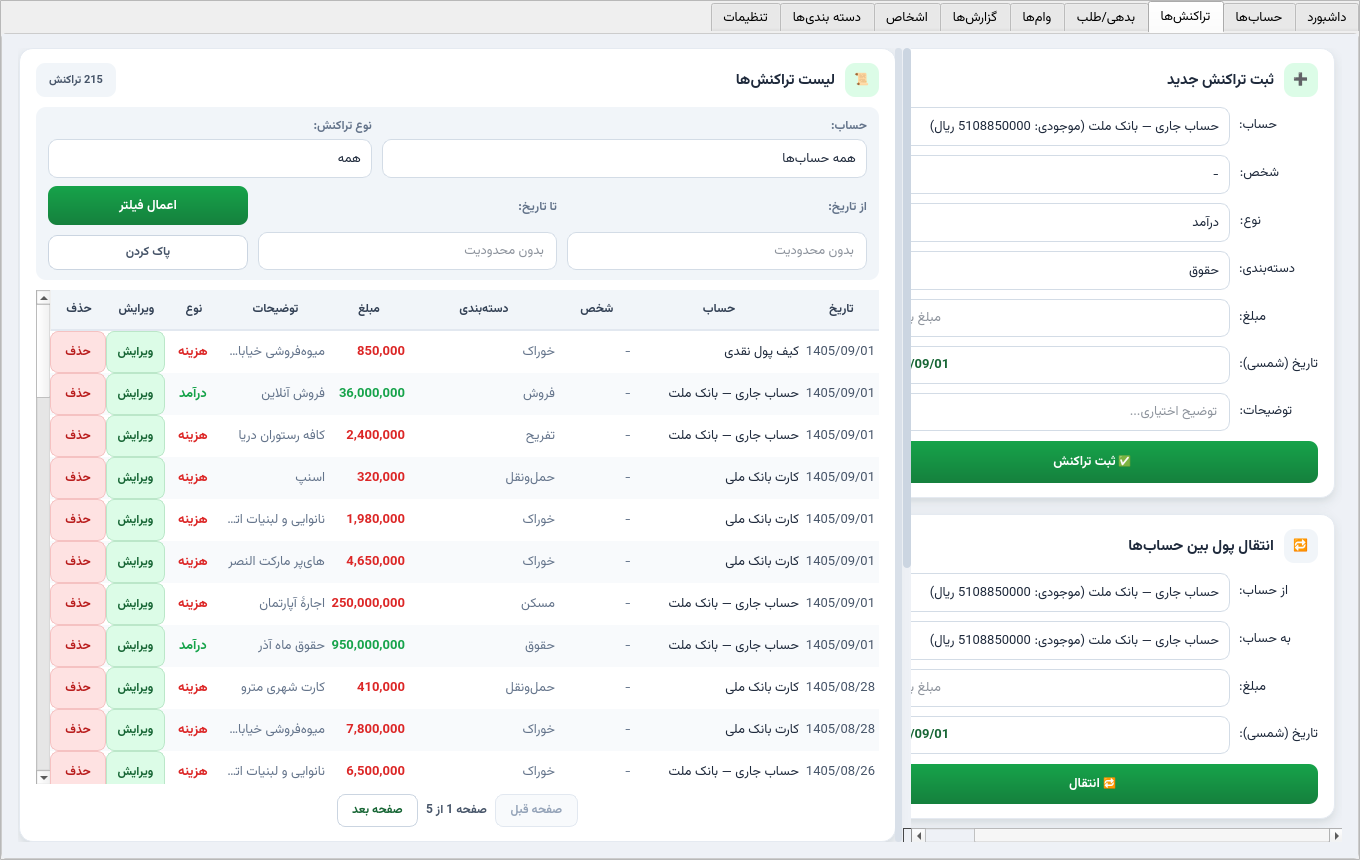 داشبورد
حساب‌ها
تراکنش‌ها
بدهی/طلب
وام‌ها
گزارش‌ها
اشخاص
دسته بندی‌ها
تنظیمات
➕ ثبت تراکنش جدید
حساب: حساب جاری – بانک ملت (موجودی: 5108850000 ریال)
شخص: -
نوع: درآمد
دسته‌بندی: حقوق
مبلغ: مبلغ
تاریخ (شمسی): /09/01
توضیحات: توضیح اختیاری...
✅ ثبت تراکنش
🔁 انتقال پول بین حساب‌ها
از حساب: حساب جاری – بانک ملت (موجودی: 5108850000 ریال)
به حساب: حساب جاری – بانک ملت (موجودی: 5108850000 ریال)
مبلغ: مبلغ
تاریخ (شمسی): /09/01
🔁 انتقال
📜 لیست تراکنش‌ها
215 تراکنش
حساب: نوع تراکنش:
همه حساب‌ها همه
از تاریخ: تا تاریخ: اعمال فیلتر
بدون محدودیت بدون محدودیت پاک کردن
تاریخ حساب شخص دسته‌بندی مبلغ توضیحات نوع ویرایش حذف
1405/09/01 کیف پول نقدی - خوراک 850,000 میوه‌فروشی خیابا... هزینه ویرایش حذف
1405/09/01 حساب جاری – بانک ملت - فروش 36,000,000 فروش آنلاین درآمد ویرایش حذف
1405/09/01 حساب جاری – بانک ملت - تفریح 2,400,000 کافه رستوران دریا هزینه ویرایش حذف
1405/09/01 کارت بانک ملی - حمل‌ونقل 320,000 اسنپ هزینه ویرایش حذف
1405/09/01 کارت بانک ملی - خوراک 1,980,000 نانوایی و لبنیات اتـ... هزینه ویرایش حذف
1405/09/01 کارت بانک ملی - خوراک 4,650,000 های‌پر مارکت النصر هزینه ویرایش حذف
1405/09/01 حساب جاری – بانک ملت - مسکن 250,000,000 اجارهٔ آپارتمان هزینه ویرایش حذف
1405/09/01 حساب جاری – بانک ملت - حقوق 950,000,000 حقوق ماه آذر درآمد ویرایش حذف
1405/08/28 کارت بانک ملی - حمل‌ونقل 410,000 کارت شهری مترو هزینه ویرایش حذف
1405/08/28 کارت بانک ملی - خوراک 7,800,000 میوه‌فروشی خیابا... هزینه ویرایش حذف
1405/08/26 حساب جاری – بانک ملت - خوراک 6,500,000 نانوایی و لبنیات اتـ... هزینه ویرایش حذف
صفحه قبل صفحه 1 از 5 صفحه بعد